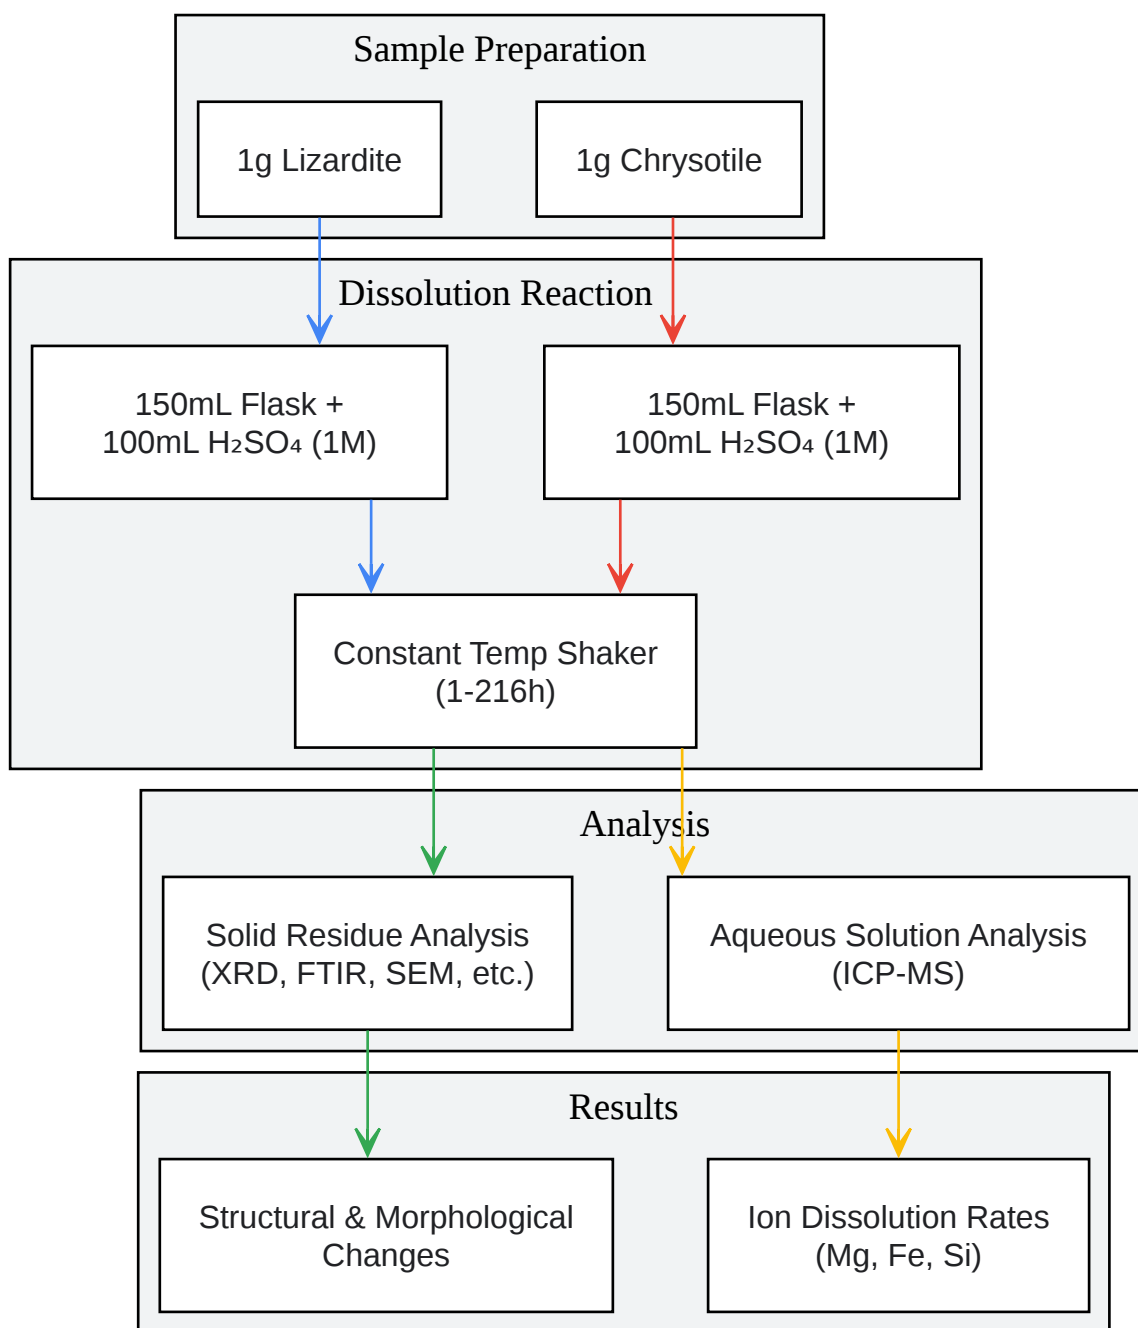 Sample Preparation
1g Lizardite
1g Chrysotile
Dissolution Reaction
150mL Flask +
100mL H₂SO₄ (1M)
150mL Flask +
100mL H₂SO₄ (1M)
Constant Temp Shaker
(1-216h)
Analysis
Solid Residue Analysis
(XRD, FTIR, SEM, etc.)
Aqueous Solution Analysis
(ICP-MS)
Results
Structural & Morphological
Changes
Ion Dissolution Rates
(Mg, Fe, Si)